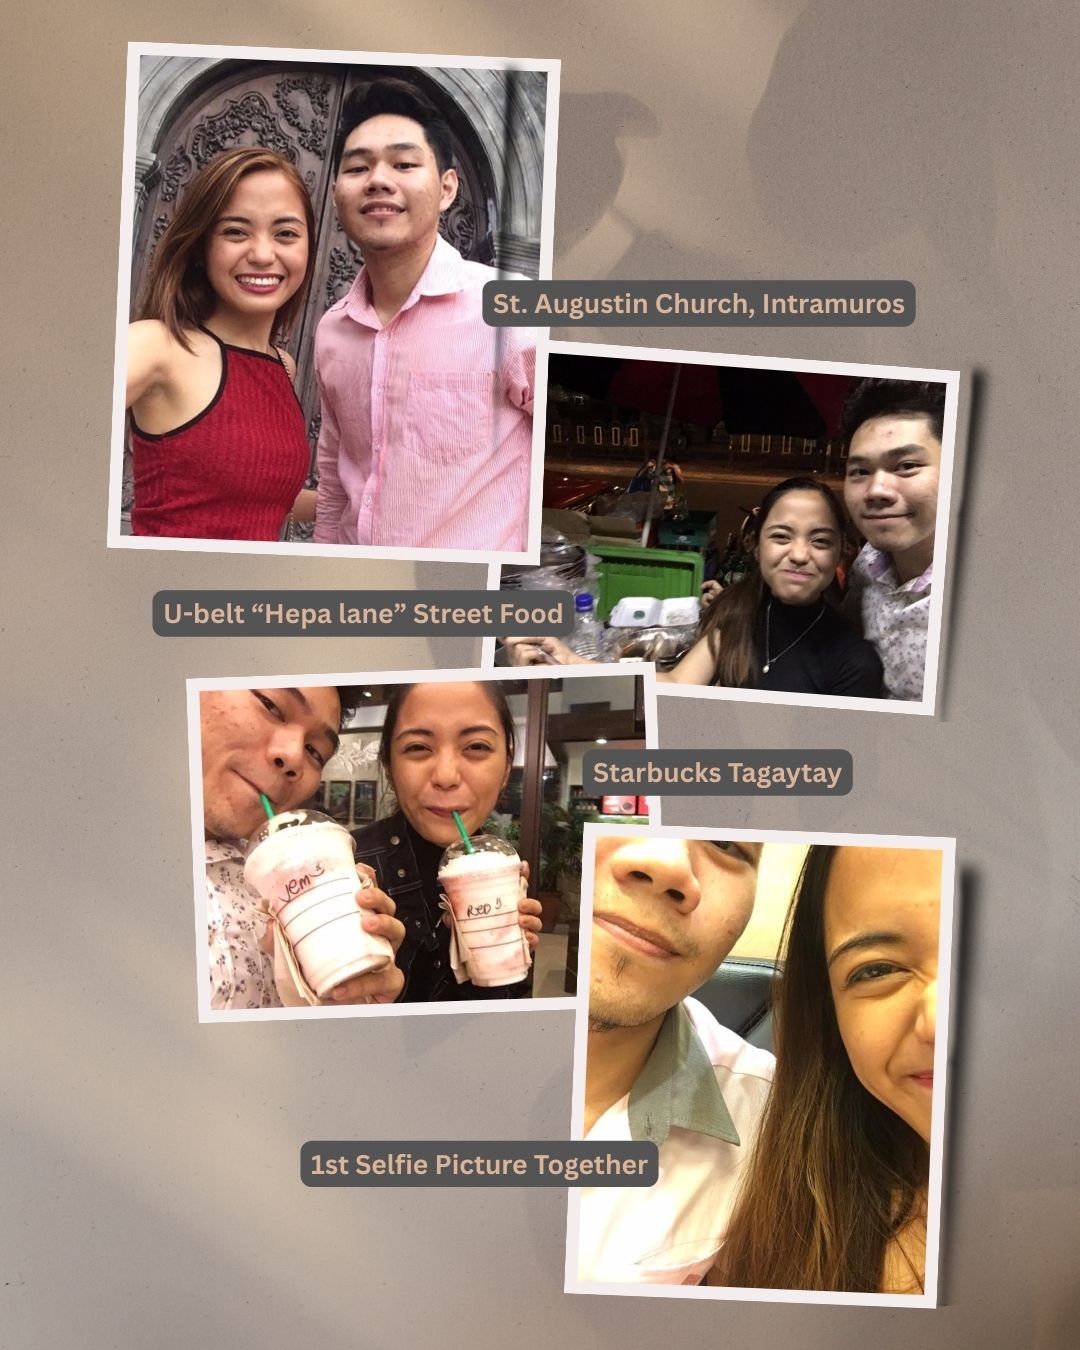 St. Augustin Church, Intramuros
U-belt “Hepa lane” Street Food
Starbucks Tagaytay
Jem
RED
1st Selfie Picture Together